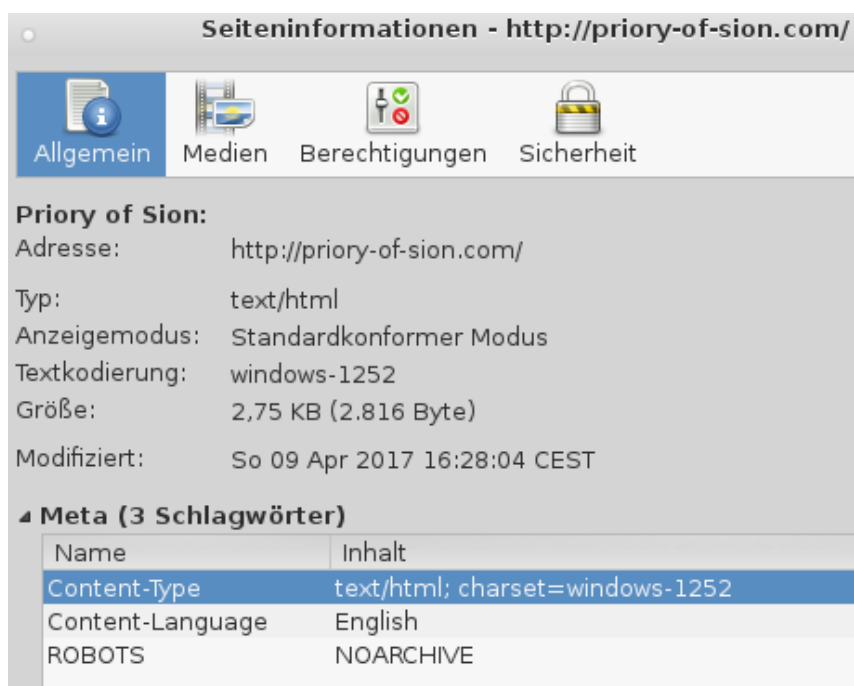 Seiteninformationen - http://priory-of-sion.com/
Allgemein Medien Berechtigungen Sicherheit
Priory of Sion:
Adresse: http://priory-of-sion.com/
Typ: text/html
Anzeigemodus: Standardkonformer Modus
Textkodierung: windows-1252
Größe: 2,75 KB (2.816 Byte)
Modifiziert: So 09 Apr 2017 16:28:04 CEST
Meta (3 Schlagwörter)
Name Inhalt
Content-Type text/html; charset=windows-1252
Content-Language English
ROBOTS NOARCHIVE